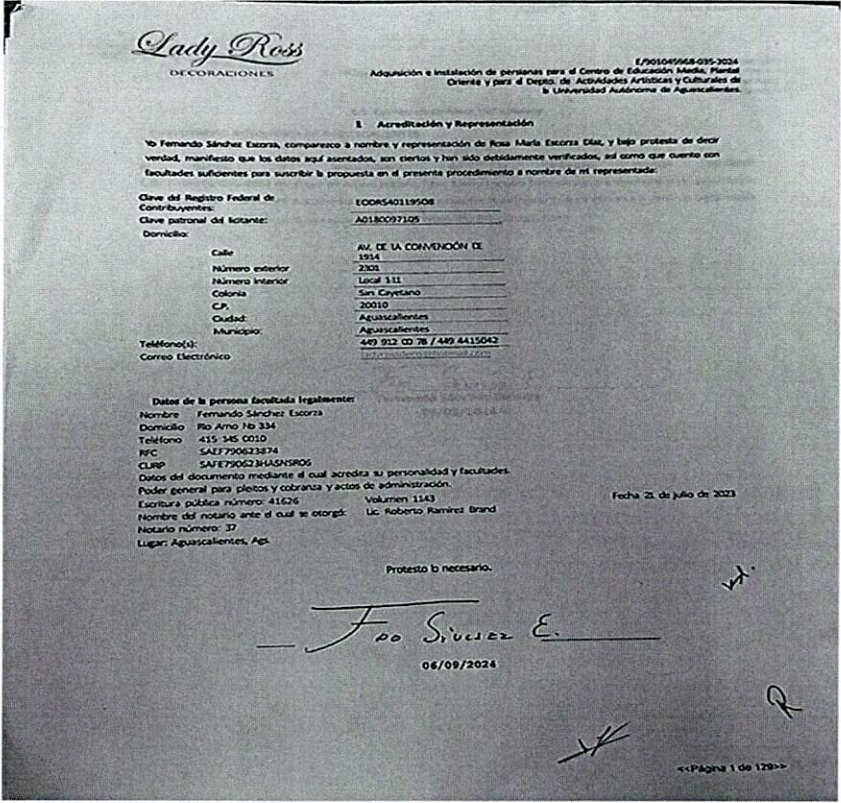 Lady Ross
DECORACIONES
E/901045968-035-2024
Adquisición e instalación de persianas para el Centro de Educación Media, Plantel
Oriente y para el Depto. de Actividades Artísticas y Culturales de
la Universidad Autónoma de Aguascalientes.
Acreditación y Representación
Yo Fernando Sánchez Escorza, comparezco a nombre y representación de Rosa María Escorza Díaz, y bajo protesta de decir
verdad, manifiesto que los datos aquí asentados, son ciertos y han sido debidamente verificados, así como que cuento con
facultades suficientes para suscribir la propuesta en el presente procedimiento a nombre de mi representada:
Clave del Registro Federal de
Contribuyentes: EODR540119SO8
Clave patronal del licitante: A0180097105
Domicilio:
Calle AV. DE LA CONVENCIÓN DE
1914
Número exterior 2301
Número interior Local 111
Colonia San Cayetano
C.P. 20010
Ciudad: Aguascalientes
Municipio: Aguascalientes
Teléfono(s): 449 912 00 78 / 449 4415042
Correo Electrónico
Datos de la persona facultada legalmente:
Nombre Fernando Sánchez Escorza
Domicilio Rio Arno No 334
Teléfono 415 145 0010
RFC SAEF790623874
CURP SAFE790623HASNSR05
Datos del documento mediante el cual acredita su personalidad y facultades.
Poder general para pleitos y cobranza y actos de administración.
Escritura pública número: 41626 Volumen 1143 Fecha 21 de julio de 2023
Nombre del notario ante el cual se otorgó: Lic. Roberto Ramírez Brand
Notario número: 37
Lugar: Aguascalientes, Ags.
Protesto lo necesario.
06/09/2024
<<Página 1 de 129>>